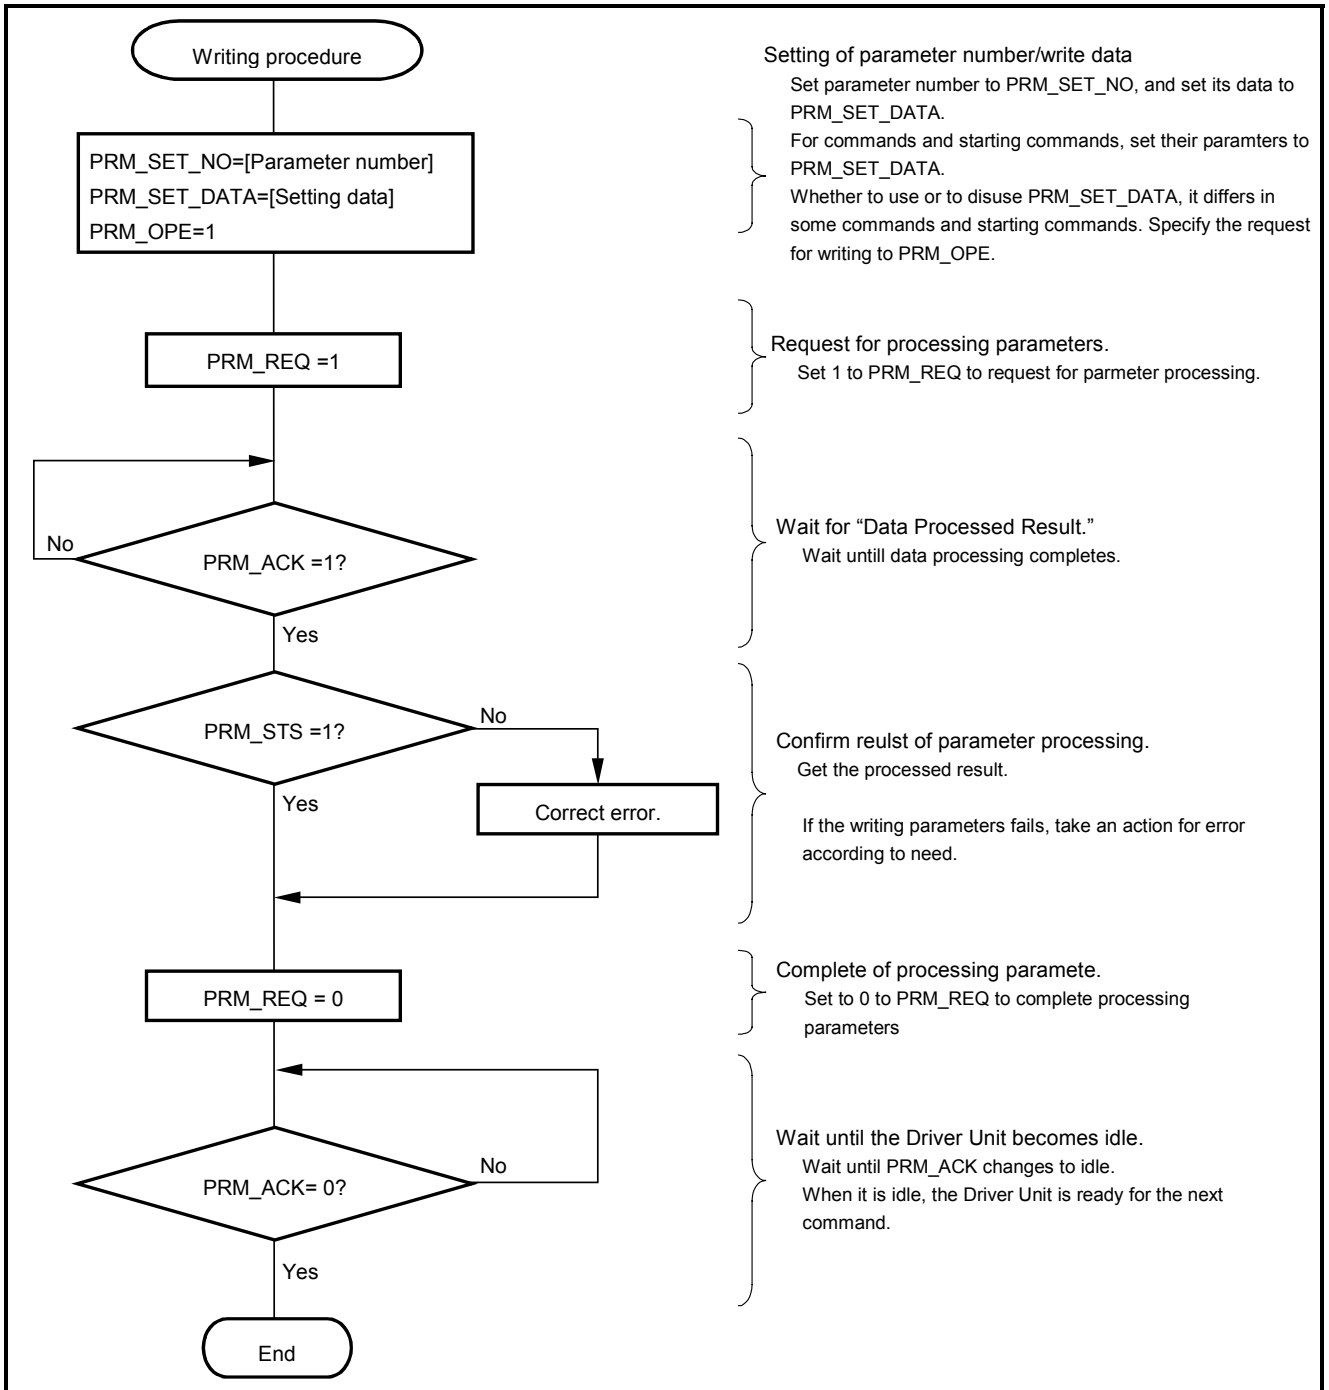 Writing procedure
PRM_SET_NO=[Parameter number]
PRM_SET_DATA=[Setting data]
PRM_OPE=1
Setting of parameter number/write data
Set parameter number to PRM_SET_NO, and set its data to
PRM_SET_DATA.
For commands and starting commands, set their paramters to
PRM_SET_DATA.
Whether to use or to disuse PRM_SET_DATA, it differs in
some commands and starting commands. Specify the request
for writing to PRM_OPE.
PRM_REQ =1
Request for processing parameters.
Set 1 to PRM_REQ to request for parmeter processing.
No
PRM_ACK =1?
Yes
Wait for “Data Processed Result.”
Wait untill data processing completes.
PRM_STS =1?
No
Yes
Correct error.
Confirm reulst of parameter processing.
Get the processed result.
If the writing parameters fails, take an action for error
according to need.
PRM_REQ = 0
Complete of processing paramete.
Set to 0 to PRM_REQ to complete processing
parameters
PRM_ACK= 0?
No
Yes
Wait until the Driver Unit becomes idle.
Wait until PRM_ACK changes to idle.
When it is idle, the Driver Unit is ready for the next
command.
End